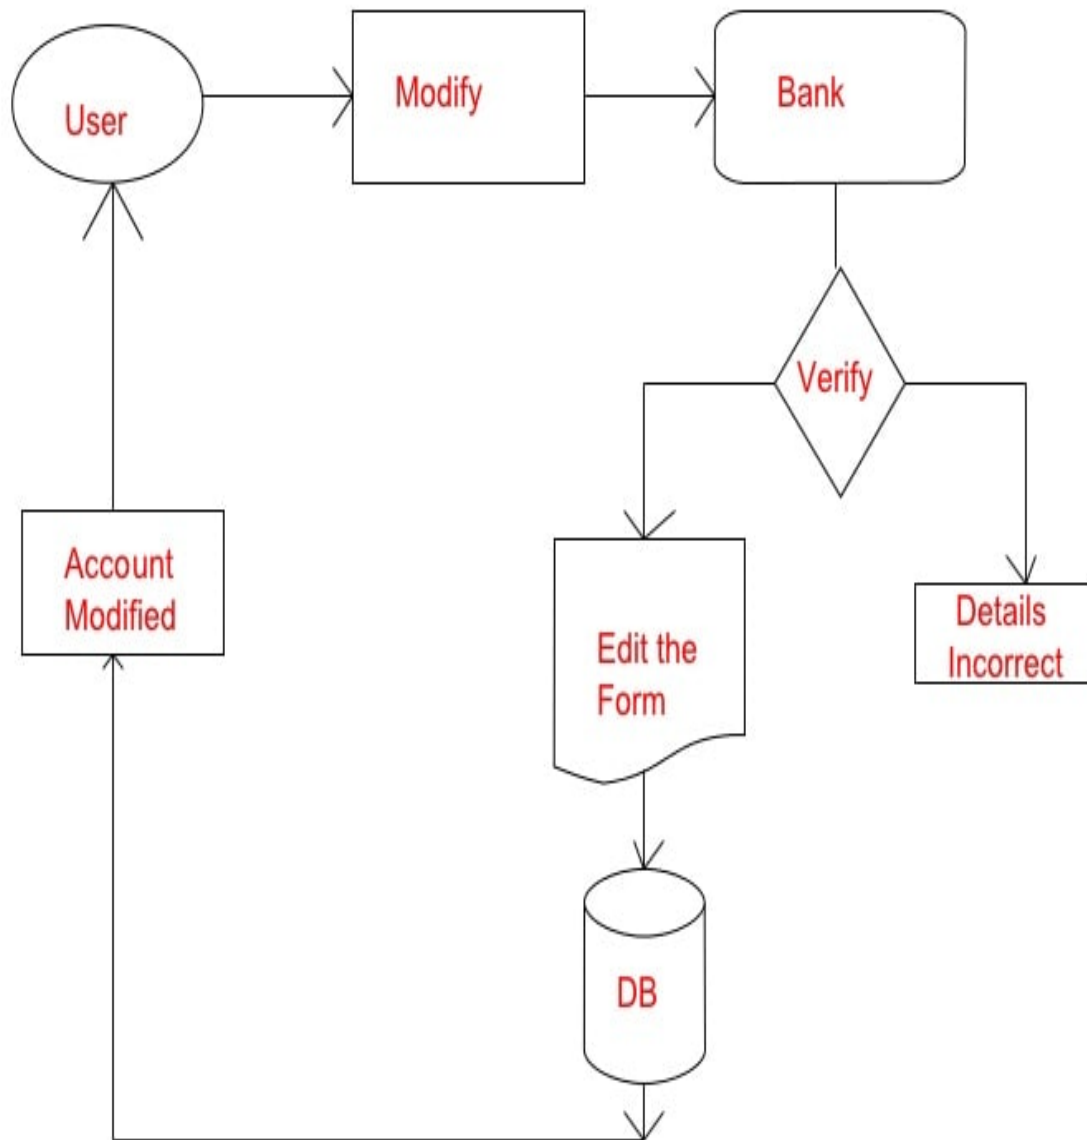 User
Modify
Bank
Verify
Account
Modified
Edit the
Form
Details
Incorrect
DB